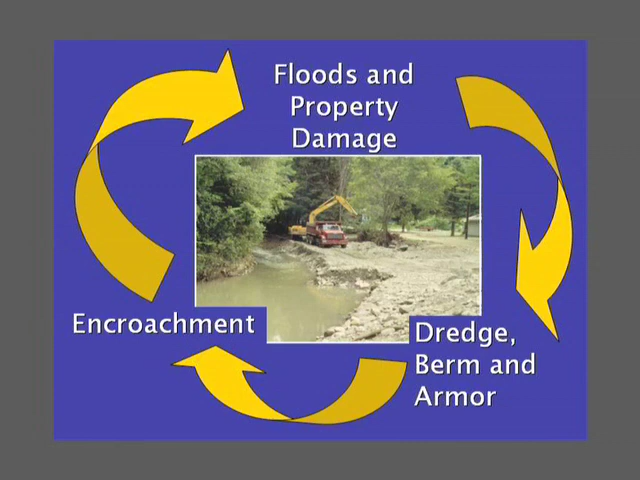 Floods and
Property
Damage
Encroachment
Dredge,
Berm and
Armor